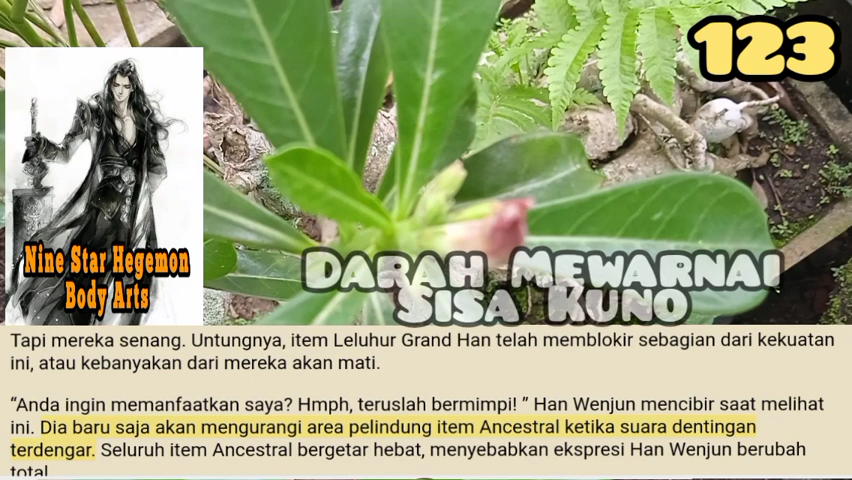 123
Nine Star Hegemon
Body Arts
Darah Mewarnai
Sisa Kuno
Tapi mereka senang. Untungnya, item Leluhur Grand Han telah memblokir sebagian dari kekuatan
ini, atau kebanyakan dari mereka akan mati.
“Anda ingin memanfaatkan saya? Hmph, teruslah bermimpi! ” Han Wenjun mencibir saat melihat
ini. Dia baru saja akan mengurangi area pelindung item Ancestral ketika suara dentingan
terdengar. Seluruh item Ancestral bergetar hebat, menyebabkan ekspresi Han Wenjun berubah
total